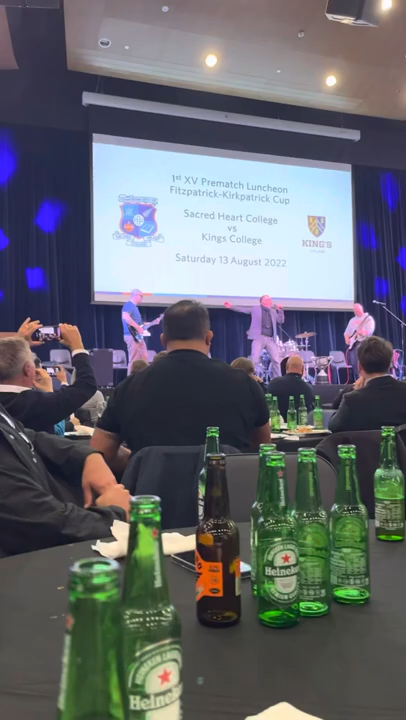 1st XV Prematch Luncheon
Fitzpatrick-Kirkpatrick Cup
Sacred Heart College
vs
Kings College
Saturday 13 August 2022
KING'S
Heineken
Heineken